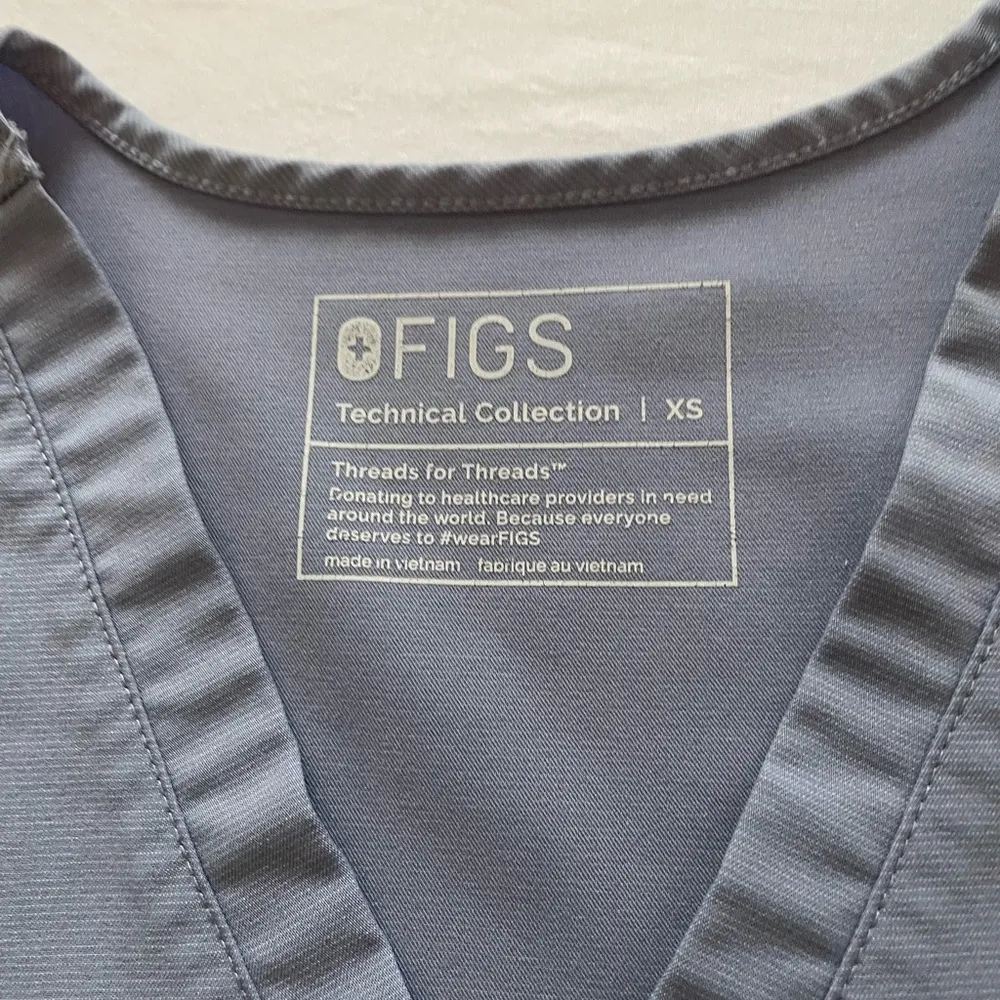 FIGS
Technical Collection | XS
Threads for Threads™
Donating to healthcare providers in need
around the world. Because everyone
deserves to #wearFIGS
made in vietnam fabrique au vietnam